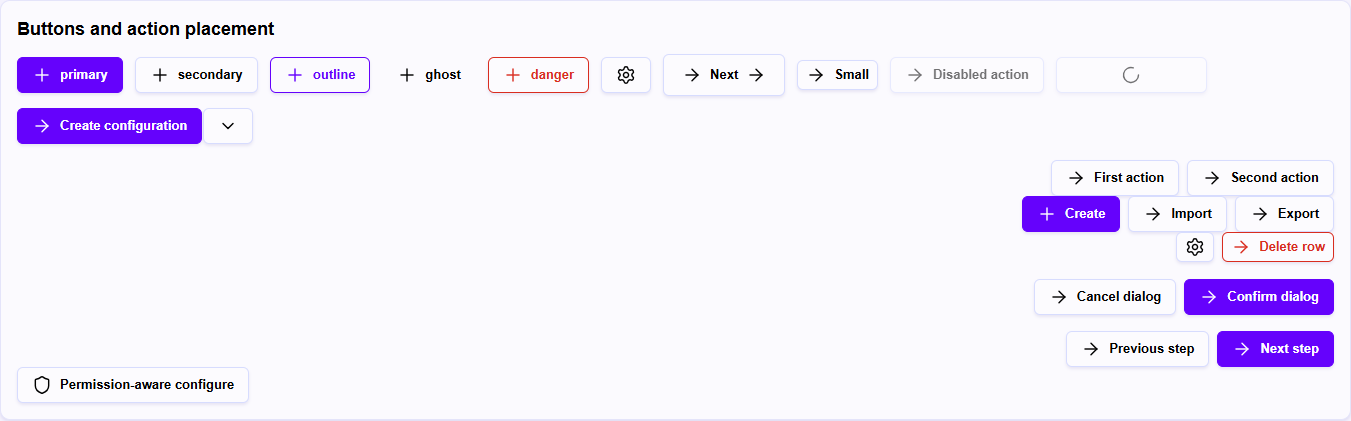 Buttons and action placement
primary secondary outline ghost danger Next Small Disabled action
Create configuration
First action Second action
Create Import Export
Delete row
Cancel dialog Confirm dialog
Previous step Next step
Permission-aware configure